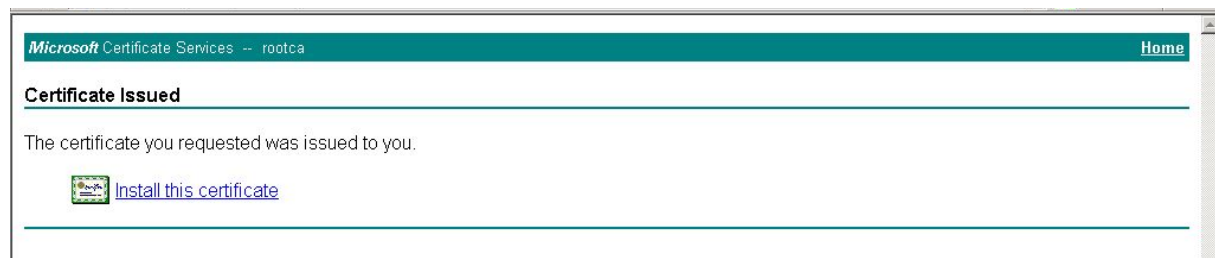 Microsoft Certificate Services -- rootca Home
Certificate Issued
The certificate you requested was issued to you.
Install this certificate